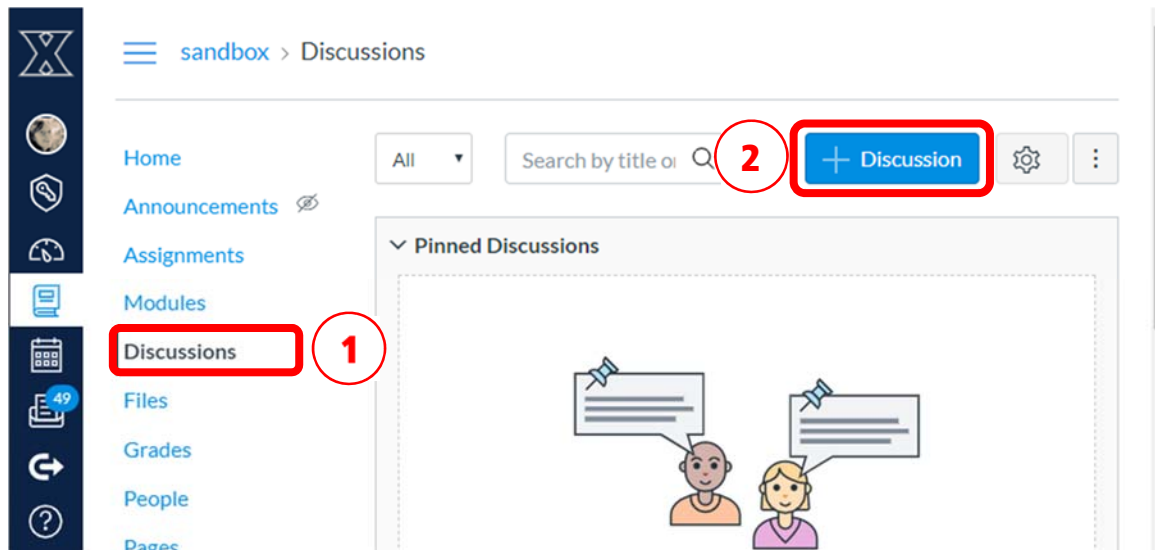 sandbox > Discussions
Home
Announcements
Assignments
Modules
Discussions
Files
Grades
People
Pages
1
49
All
Search by title or
2
+ Discussion
Pinned Discussions